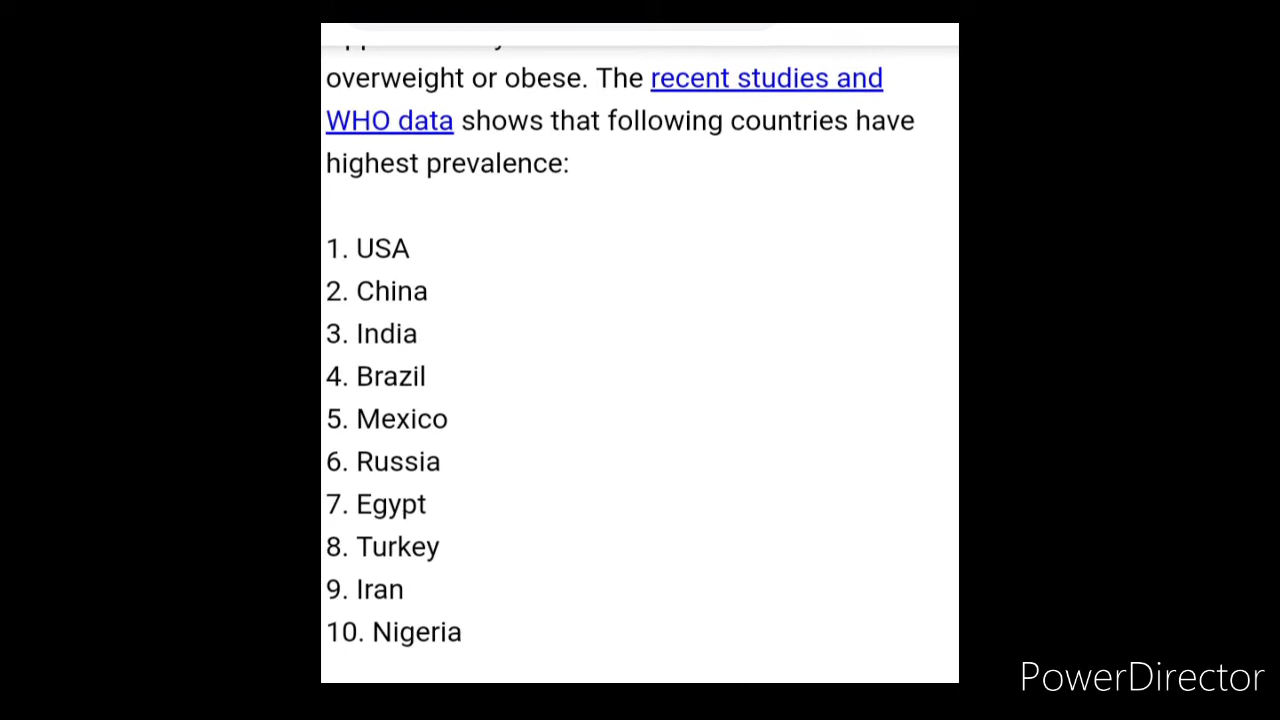 overweight or obese. The recent studies and
WHO data shows that following countries have
highest prevalence:
1. USA
2. China
3. India
4. Brazil
5. Mexico
6. Russia
7. Egypt
8. Turkey
9. Iran
10. Nigeria
PowerDirector